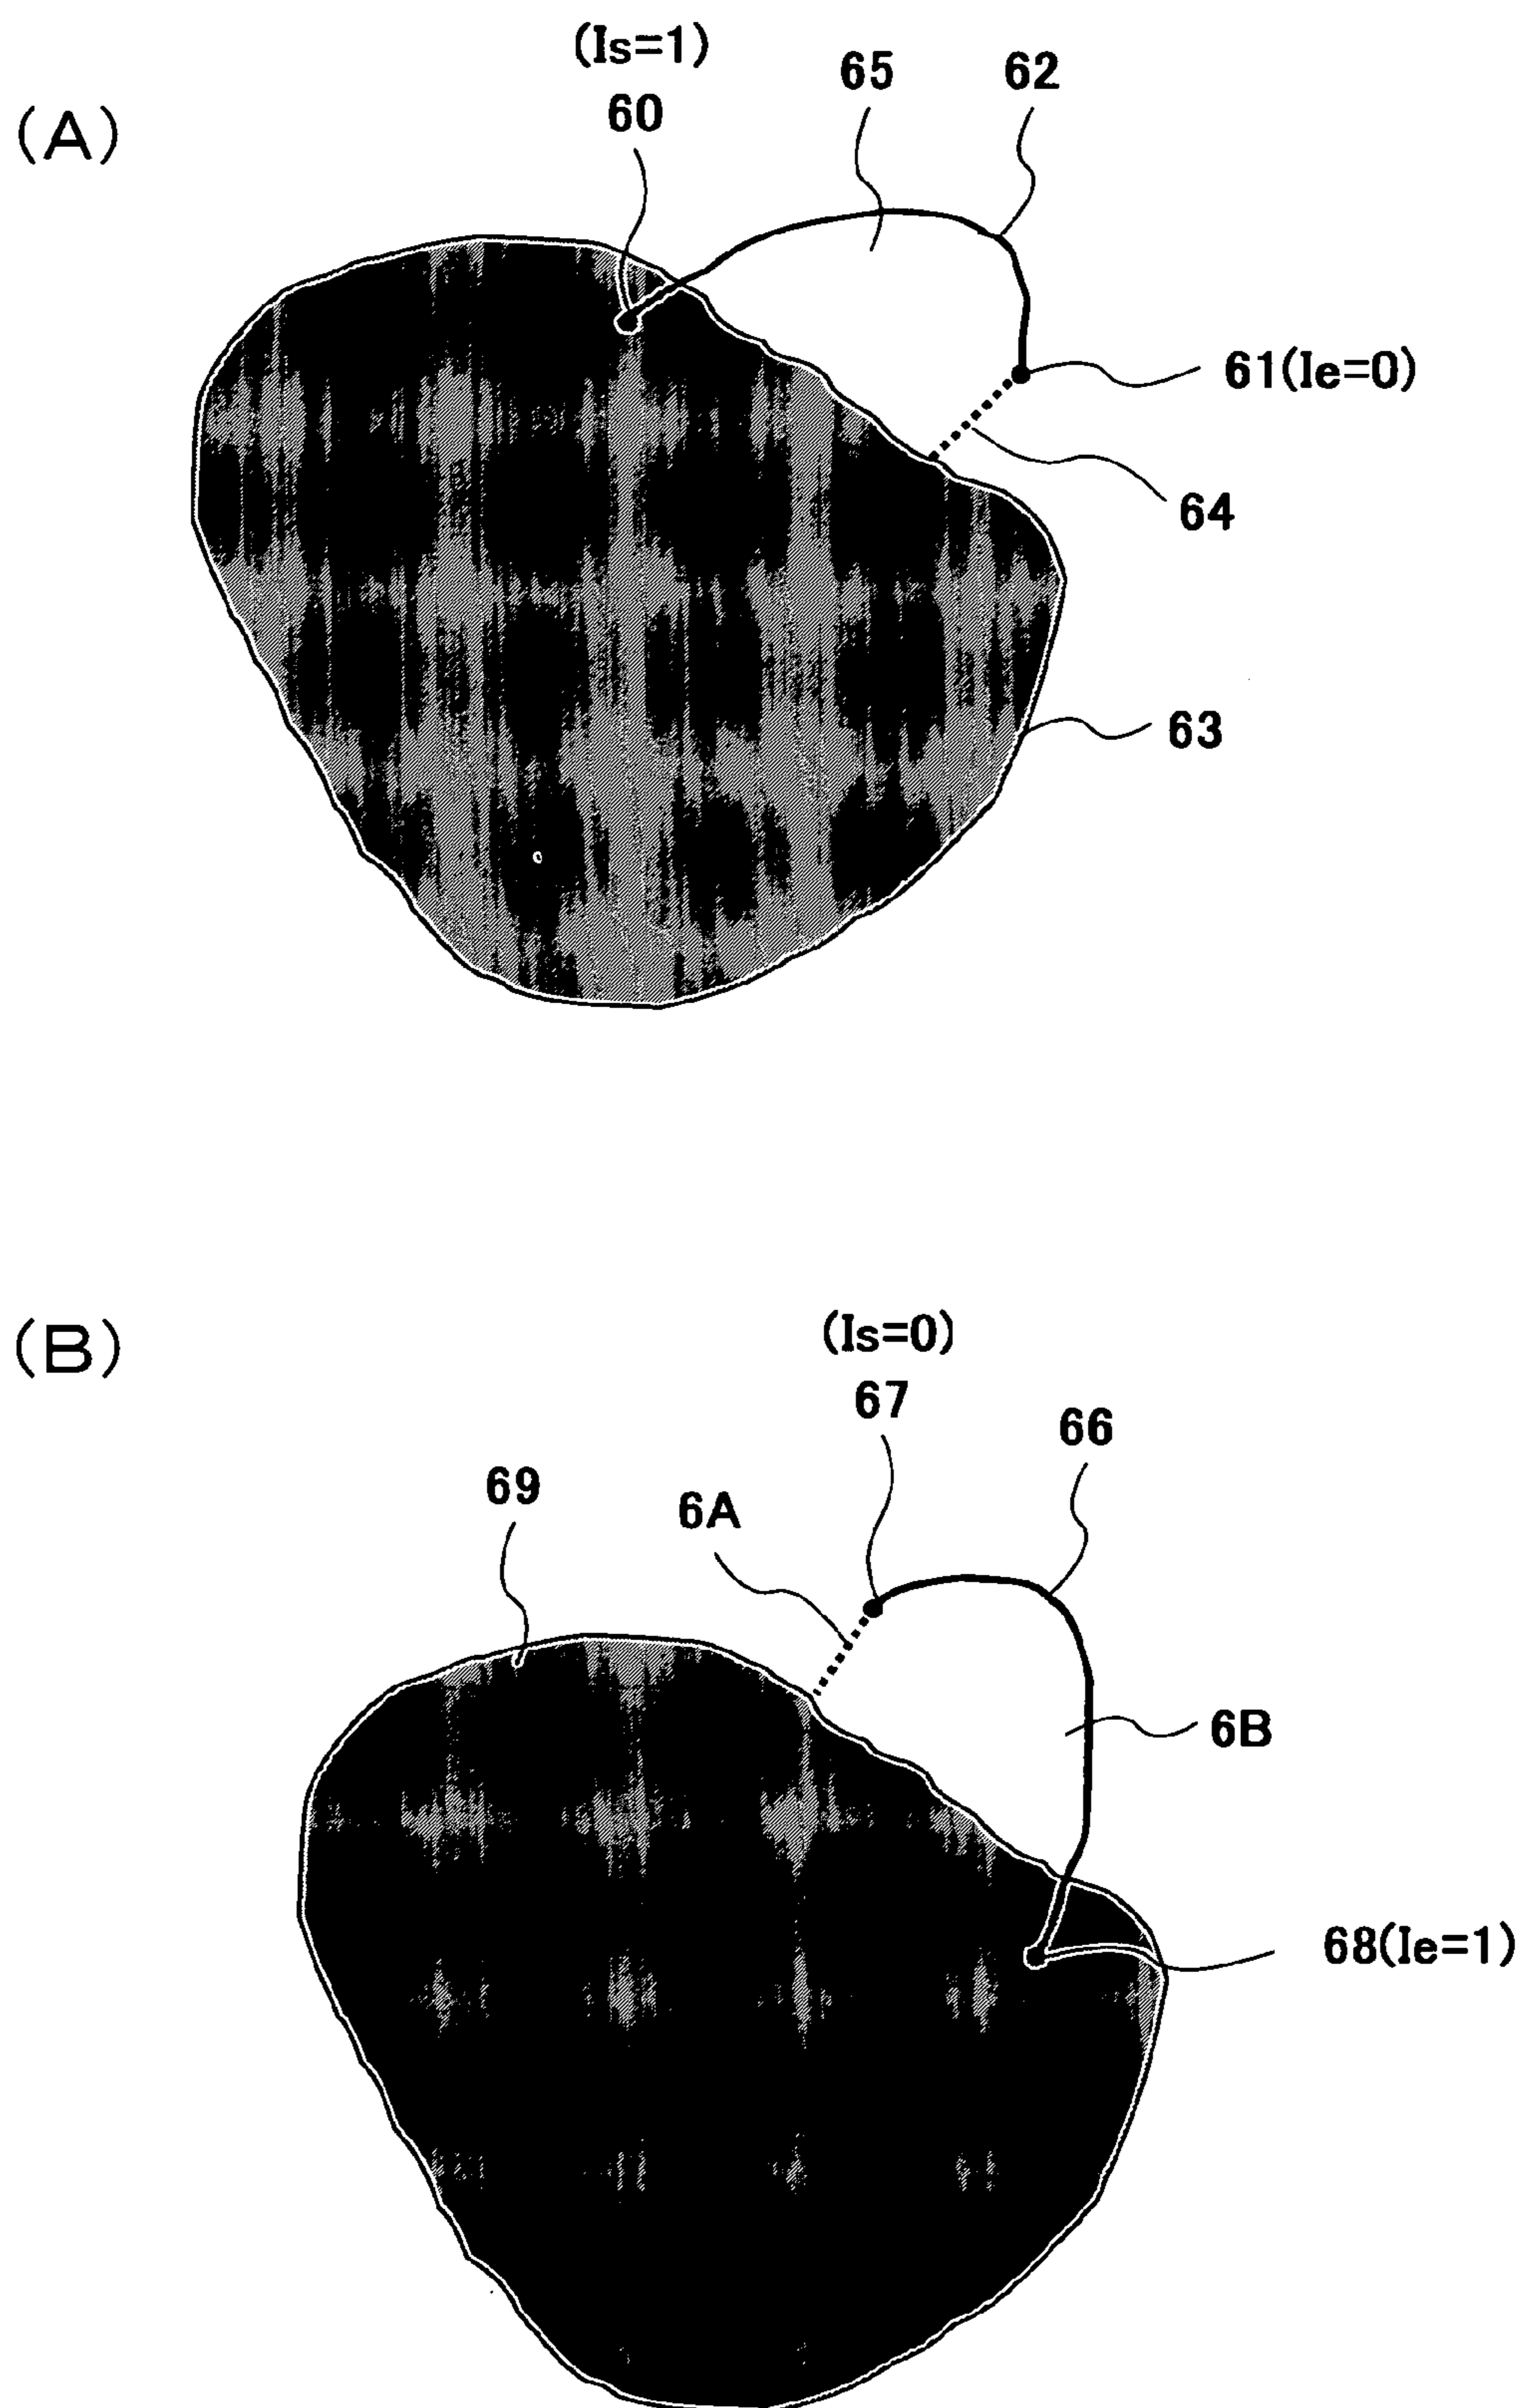 (A)
(Is=1)
60
65
62
61(Ie=0)
64
63
(B)
(Is=0)
67
66
69
6A
6B
68(Ie=1)